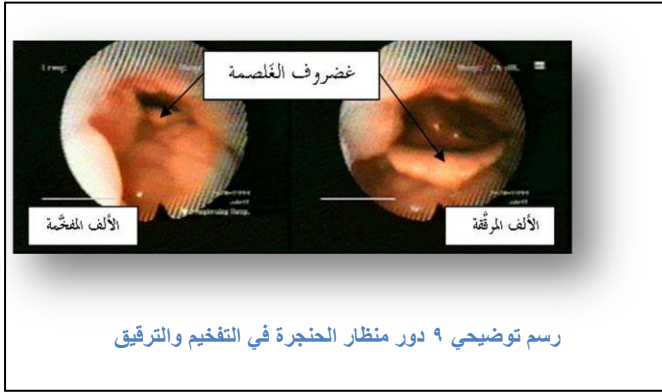 غضروف الغَلصمة
الألف المفخَّمة
الألف المرقَّقة
رسم توضيحي ٩ دور منظار الحنجرة في التفخيم والترقيق